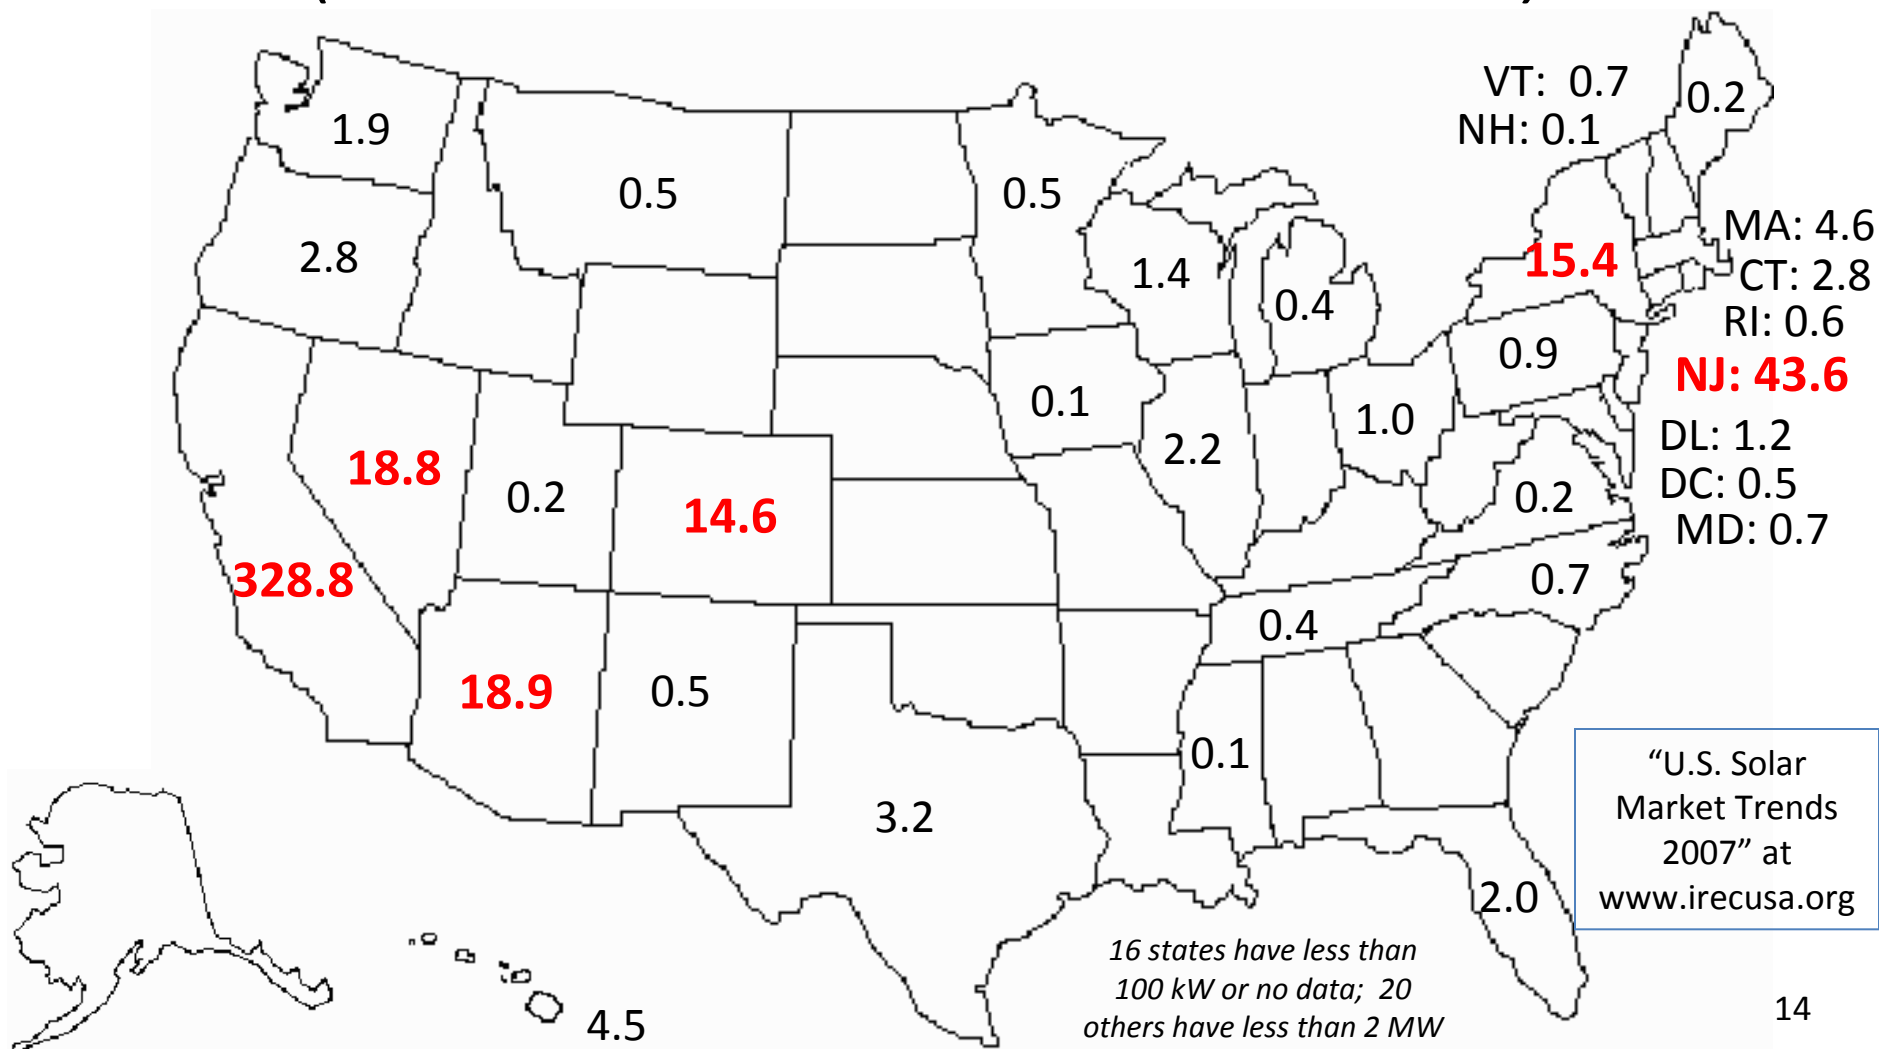 VT: 0.7
0.2
NH: 0.1
1.9
0.5
0.5
MA: 4.6
2.8
1.4
15.4
CT: 2.8
0.4
RI: 0.6
0.9
NJ: 43.6
0.1
1.0
DL: 1.2
18.8
2.2
0.2
14.6
0.2
DC: 0.5
MD: 0.7
328.8
0.7
0.4
18.9
0.5
0.1
3.2
2.0
“U.S. Solar
Market Trends
2007” at
www.irecusa.org
16 states have less than
100 kW or no data; 20
others have less than 2 MW
4.5
14